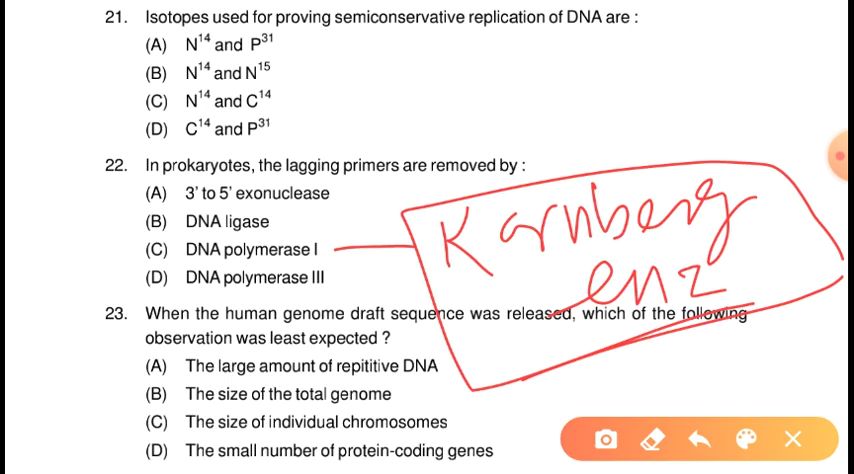 21. Isotopes used for proving semiconservative replication of DNA are :
(A) N¹⁴ and P³¹
(B) N¹⁴ and N¹⁵
(C) N¹⁴ and C¹⁴
(D) C¹⁴ and P³¹
22. In prokaryotes, the lagging primers are removed by :
(A) 3' to 5' exonuclease
(B) DNA ligase
(C) DNA polymerase I
(D) DNA polymerase III
Karnberg
enz
23. When the human genome draft sequence was released, which of the following
observation was least expected ?
(A) The large amount of repititive DNA
(B) The size of the total genome
(C) The size of individual chromosomes
(D) The small number of protein-coding genes